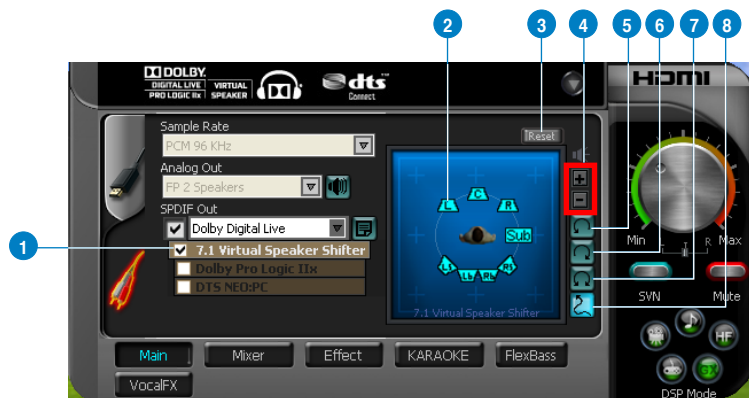 2 3 4 5 6 7 8
DOLBY.
DIGITAL LIVE
PRO LOGIC IIx
VIRTUAL
SPEAKER
dts
Connect
HDMI
Sample Rate
PCM 96 KHz
Reset
Analog Out
FP 2 Speakers
SPDIF Out
Dolby Digital Live
1
7.1 Virtual Speaker Shifter
Dolby Pro Logic IIx
DTS NEO:PC
C
L
R
Sub
Ls
Lb
Rb
Rs
7.1 Virtual Speaker Shifter
+
-
Min
L
R
Max
SVN
Mute
HF
GX
DSP Mode
Main
Mixer
Effect
KARAOKE
FlexBass
VocalFX